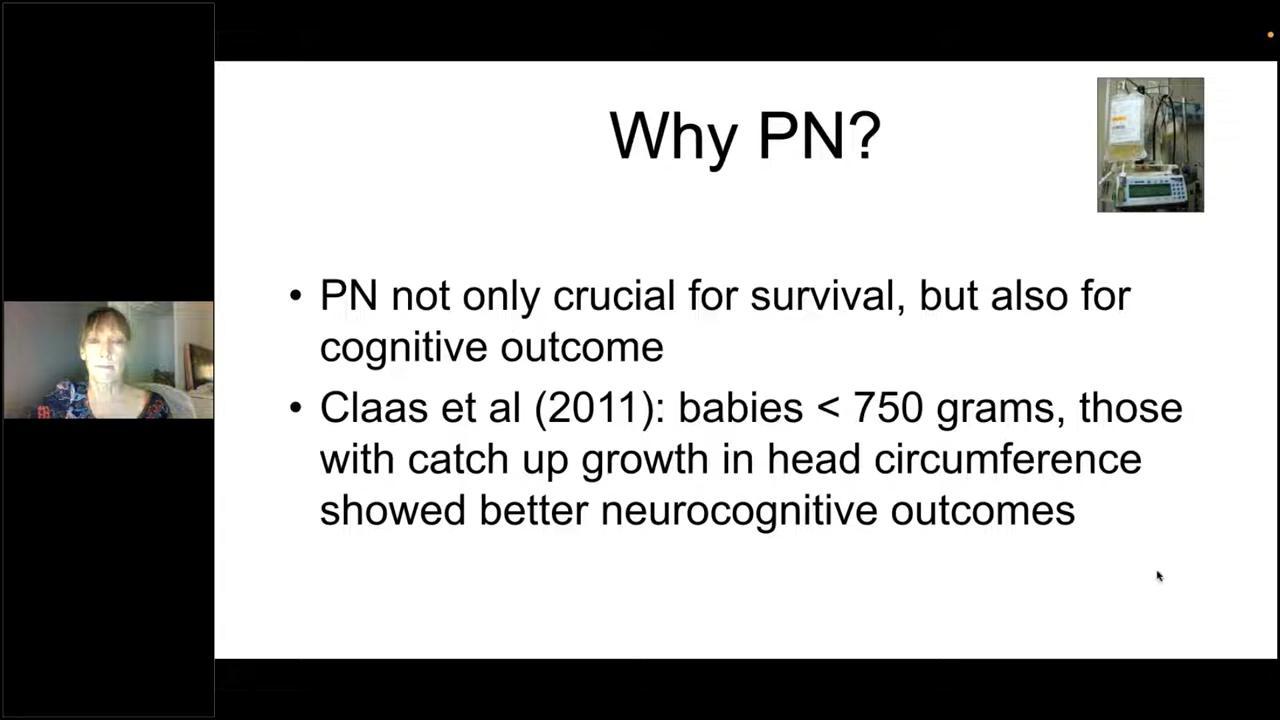 Why PN?
• PN not only crucial for survival, but also for
cognitive outcome
• Claas et al (2011): babies < 750 grams, those
with catch up growth in head circumference
showed better neurocognitive outcomes